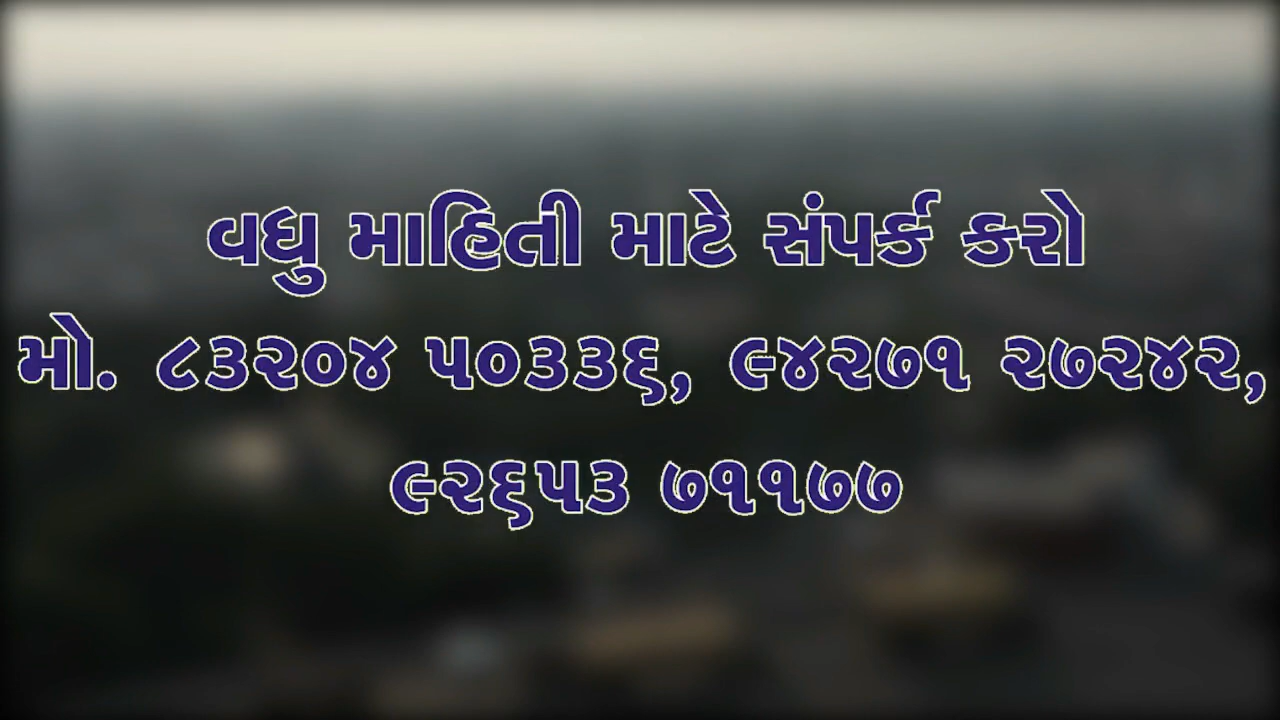 વધુ માહિતી માટે સંપર્ક કરો
મો. ૮૩૨૦૪ ૫૦૩૩૬, ૯૪૨૭૧ ૨૭૨૪૨,
૯૨૬૫૩ ૭૧૧૭૭